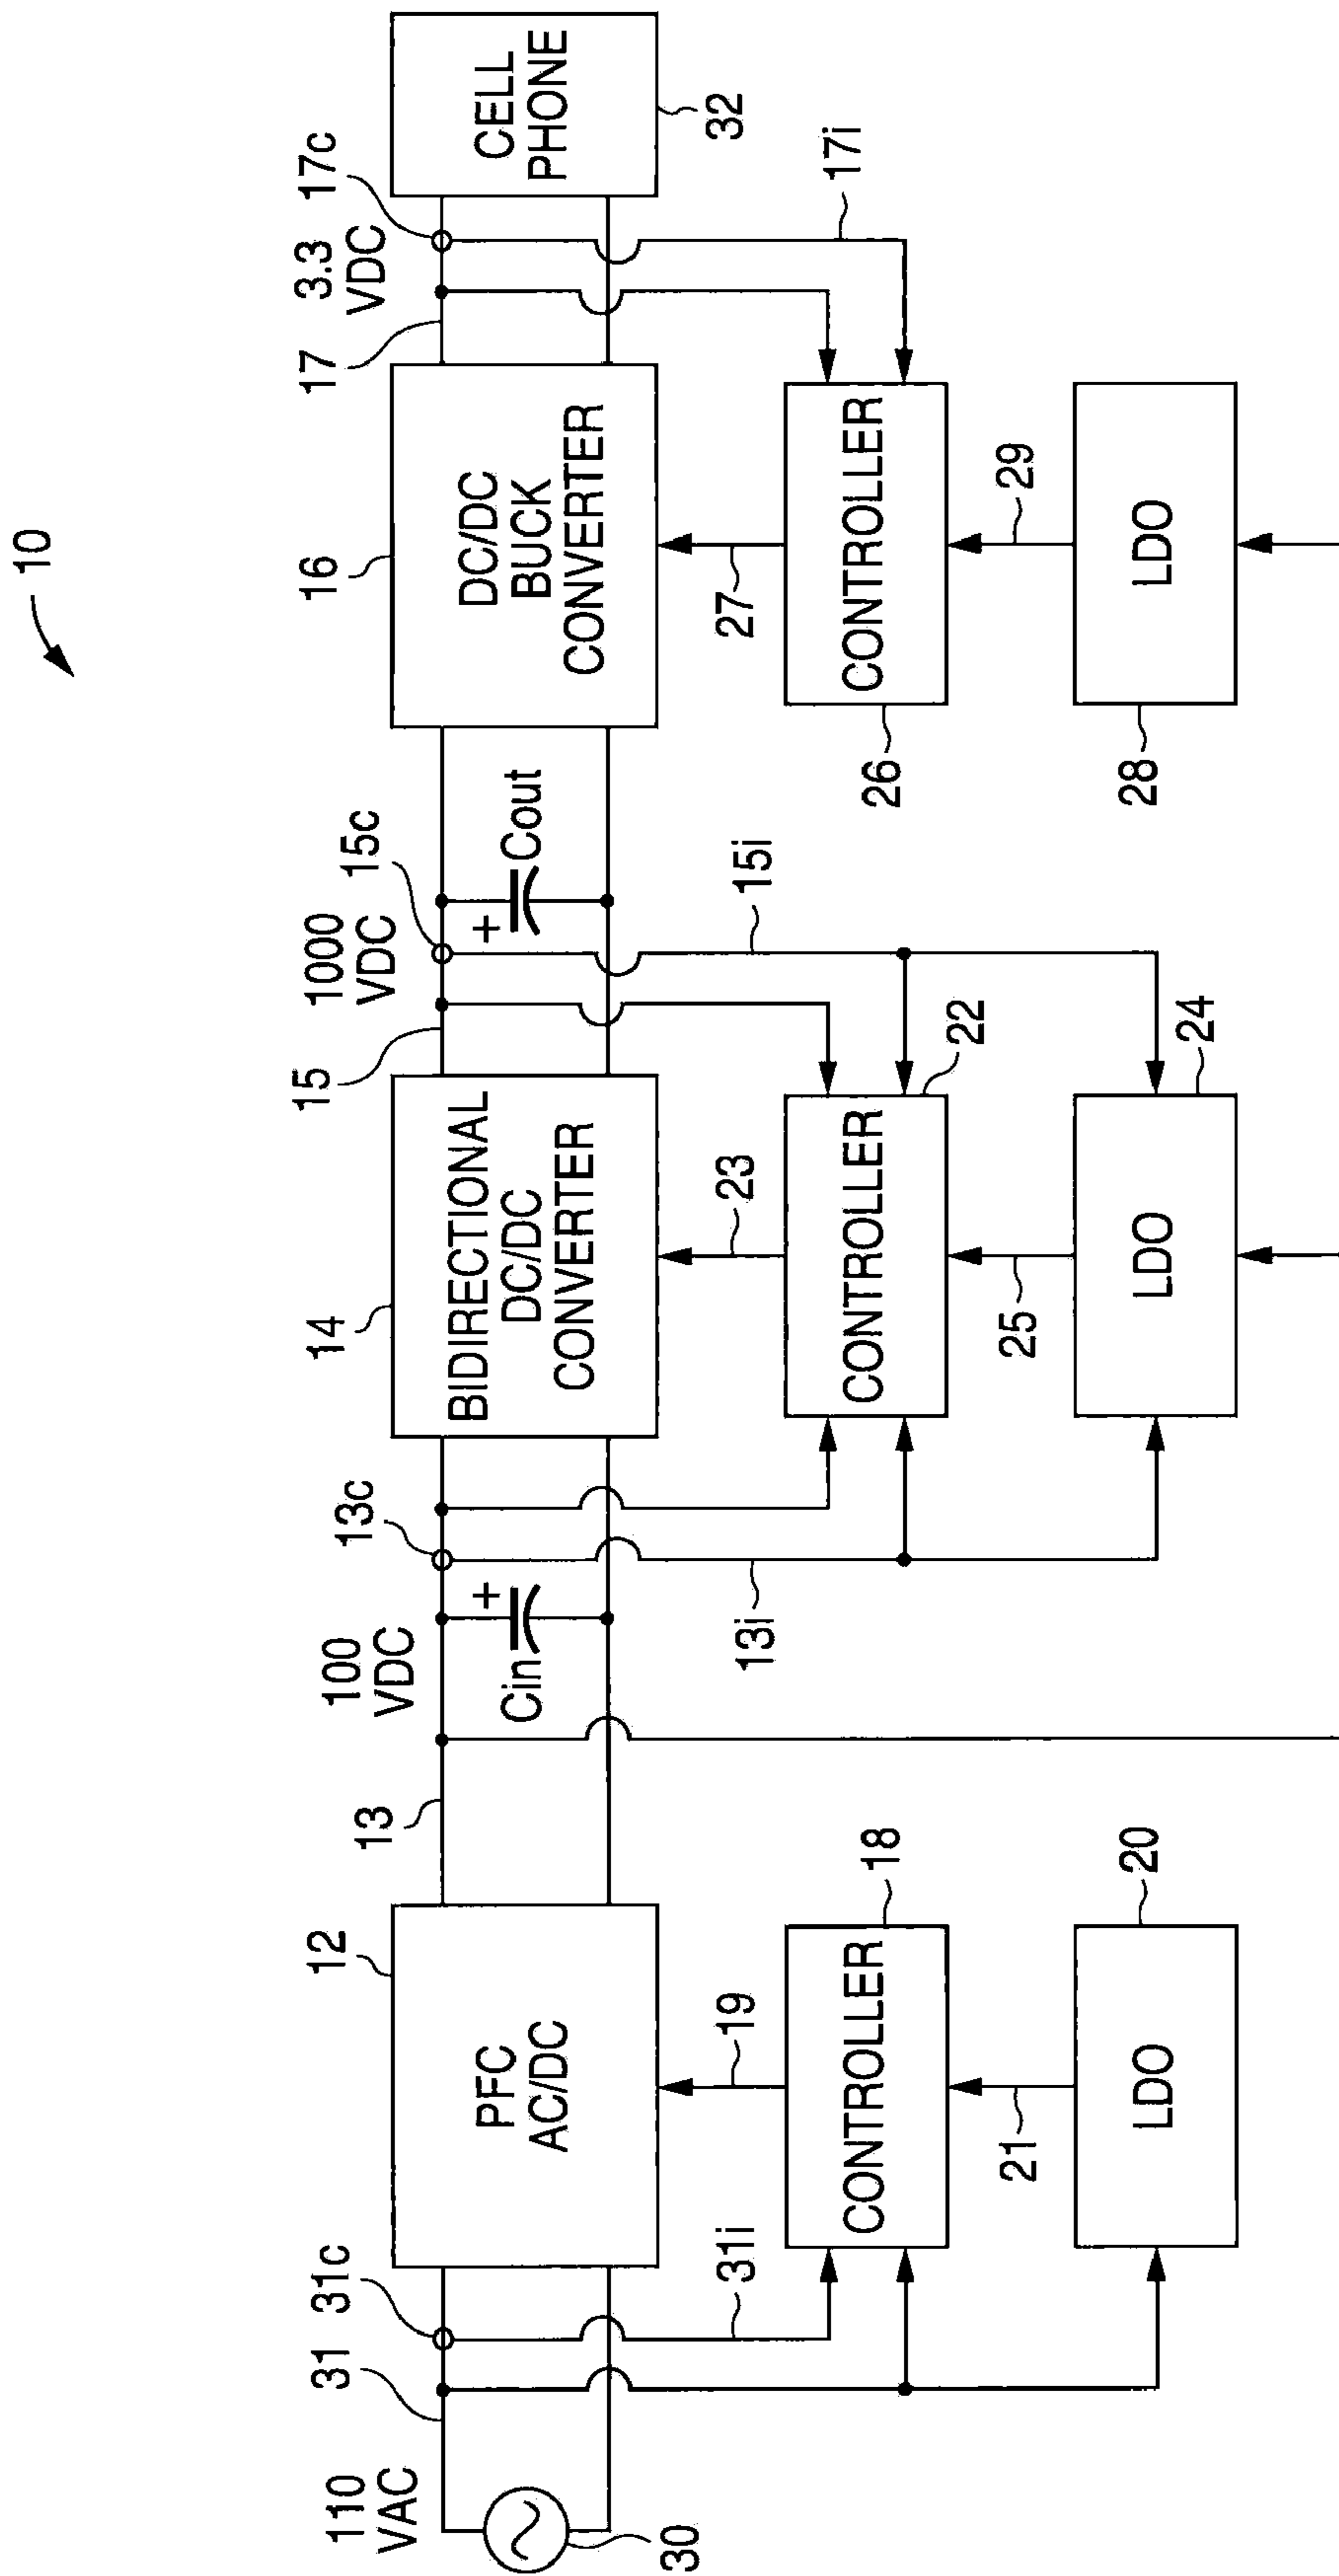 10
110
VAC
31
31c
12
13
100
VDC
13c
14
15
1000
VDC
15c
16
17
3.3
VDC
17c
30
PFC
AC/DC
Cin
+
BIDIRECTIONAL
DC/DC
CONVERTER
+
Cout
DC/DC
BUCK
CONVERTER
CELL
PHONE
32
31i
19
18
13i
23
15i
22
27
26
17i
CONTROLLER
CONTROLLER
CONTROLLER
21
20
25
24
29
28
LDO
LDO
LDO